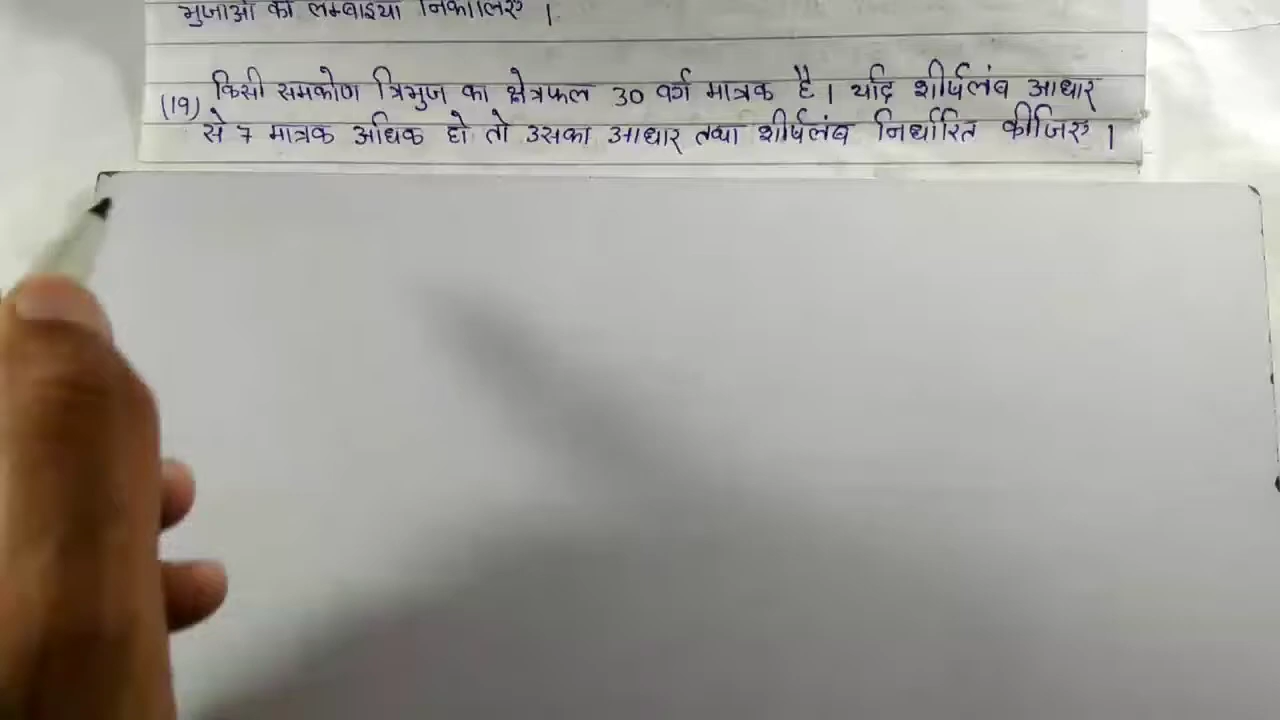 भुजाओं की लम्बाइया निकालिए ।
(19) किसी समकोण त्रिभुज का क्षेत्रफल 30 वर्ग मात्रक है। यदि शीर्षलंब आधार
से 7 मात्रक अधिक हो तो उसका आधार तथा शीर्षलंब निर्धारित कीजिए ।